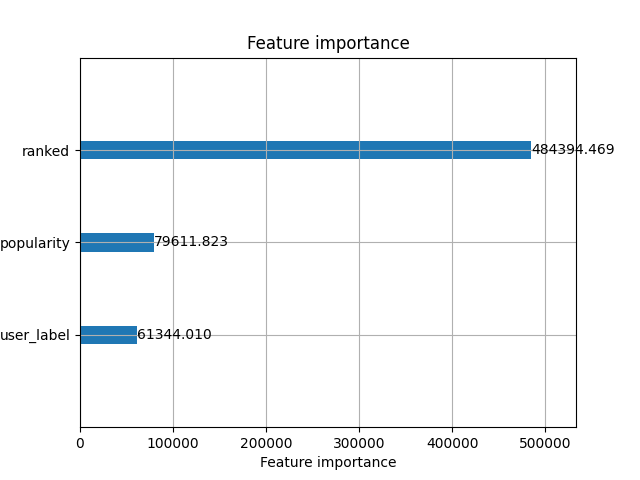 Feature importance
ranked
484394.469
popularity
79611.823
user_label
61344.010
0 100000 200000 300000 400000 500000
Feature importance